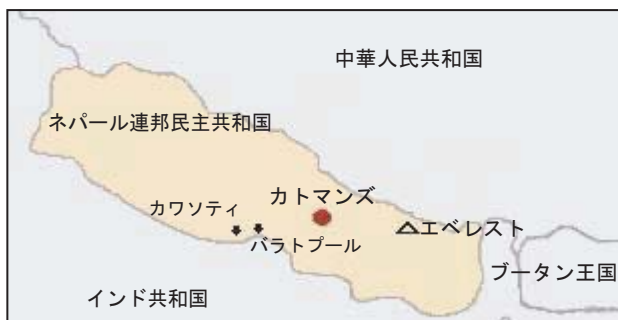 中華人民共和国
ネパール連邦民主共和国
カトマンズ
カワソティ
エベレスト
バラトプール
ブータン王国
インド共和国